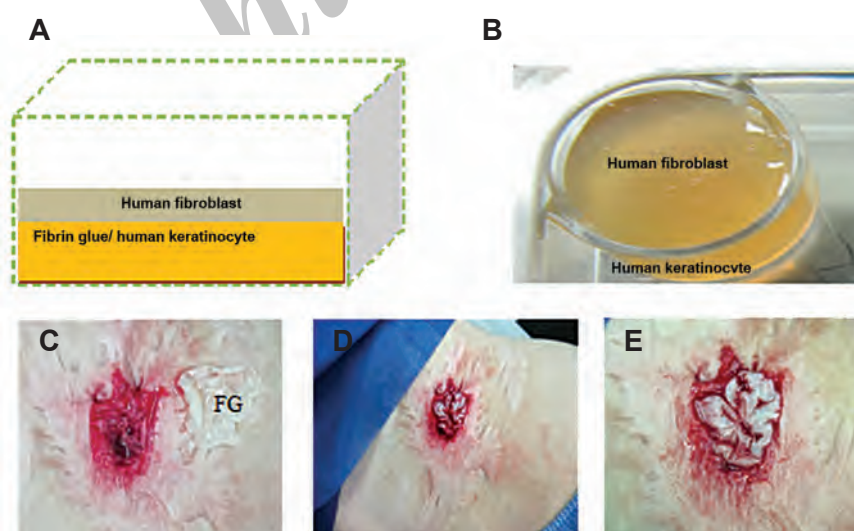 A
B
Human fibroblast
Fibrin glue/ human keratinocyte
Human fibroblast
Human keratinocyte
C
FG
D
E